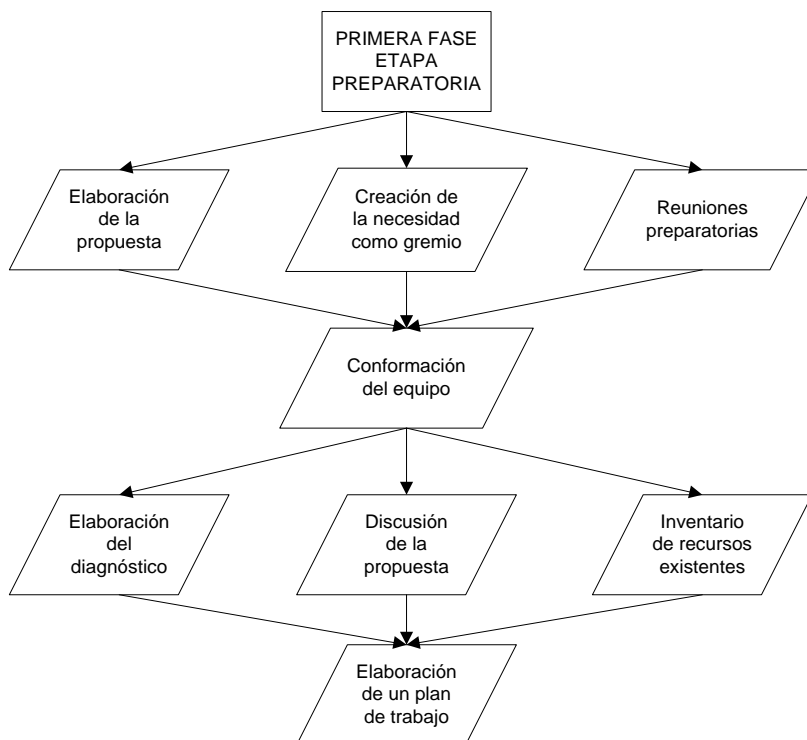 PRIMERA FASE
ETAPA
PREPARATORIA
Elaboración
de la
propuesta
Creación de
la necesidad
como gremio
Reuniones
preparatorias
Conformación
del equipo
Elaboración
del
diagnóstico
Discusión
de la
propuesta
Inventario
de recursos
existentes
Elaboración
de un plan
de trabajo